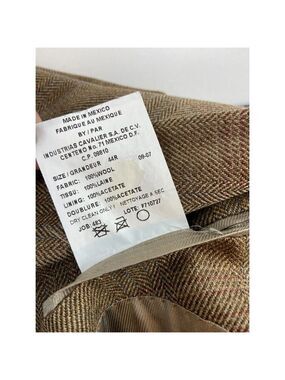 MADE IN MEXICO
FABRIQUE AU MEXIQUE
BY / PAR
INDUSTRIAS CAVALIER S.A. DE C.V.
CENTENO No. 71 MEXICO D.F.
C.P. 09810
SIZE / GRANDEUR 44R 09-07
FABRIC: 100%WOOL
TISSU: 100%LAINE
LINING: 100%ACETATE
DOUBLURE: 100%ACETATE
DRY CLEAN ONLY / NETTOYAGE A SEC
JOB: 483 LOTE: F710727